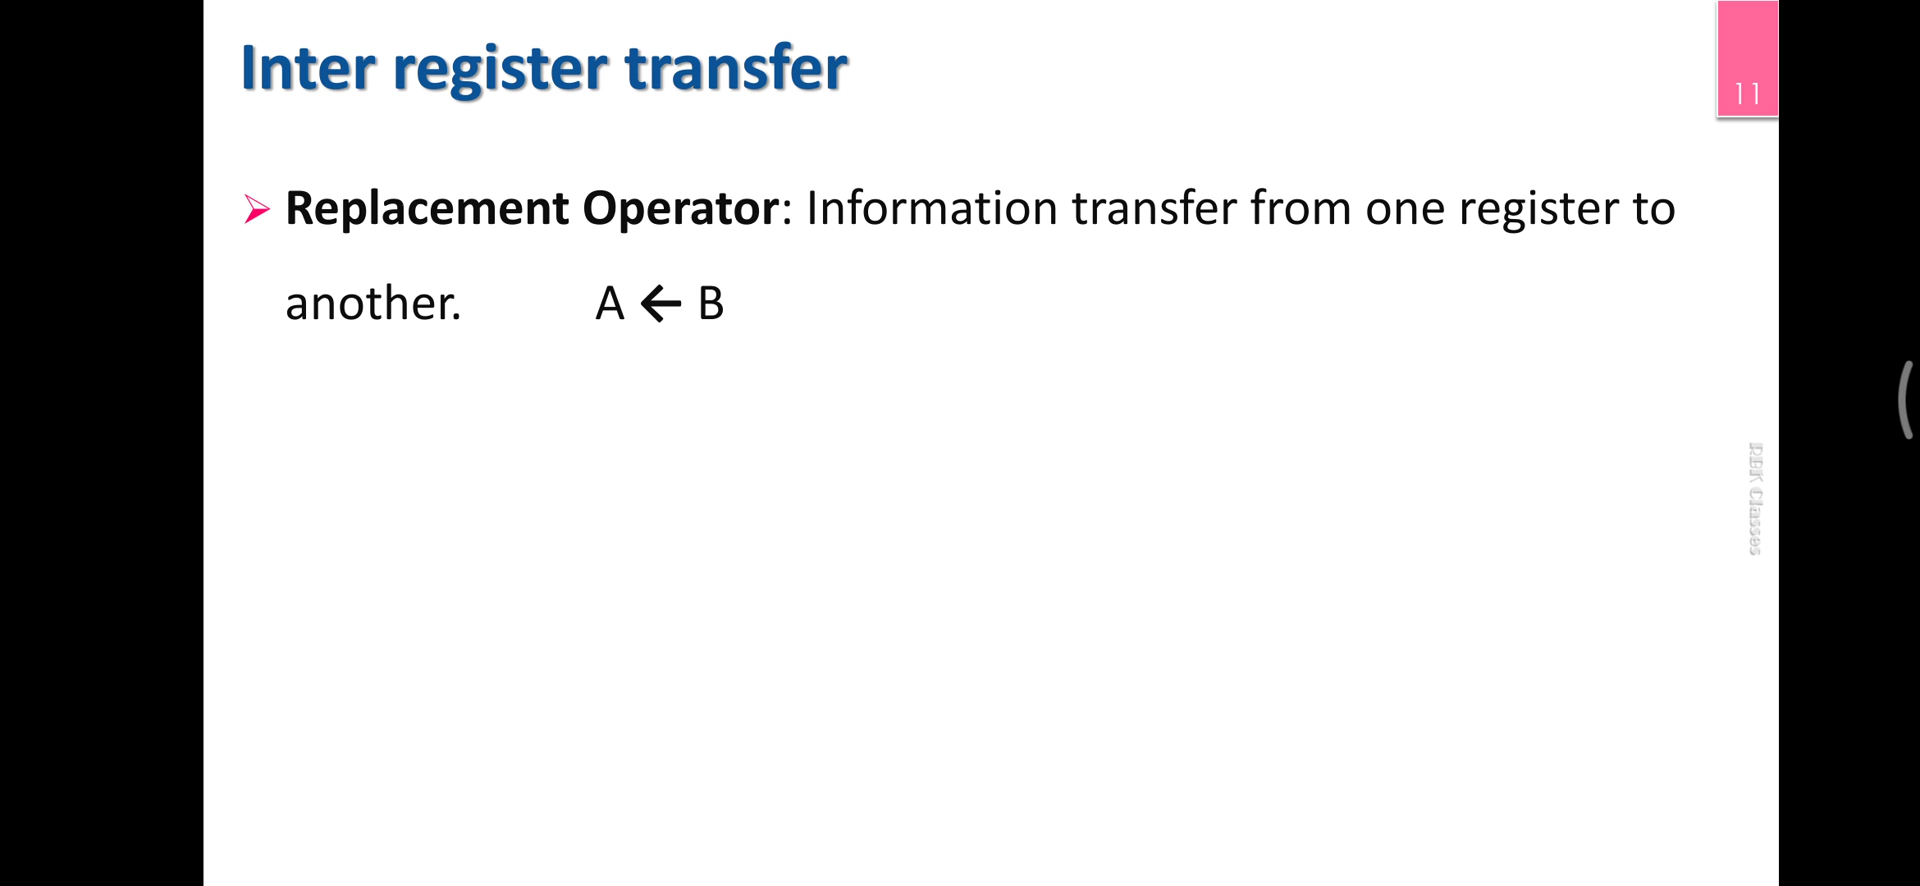 Inter register transfer
11
➢ Replacement Operator: Information transfer from one register to
another. A ← B
RBK Classes